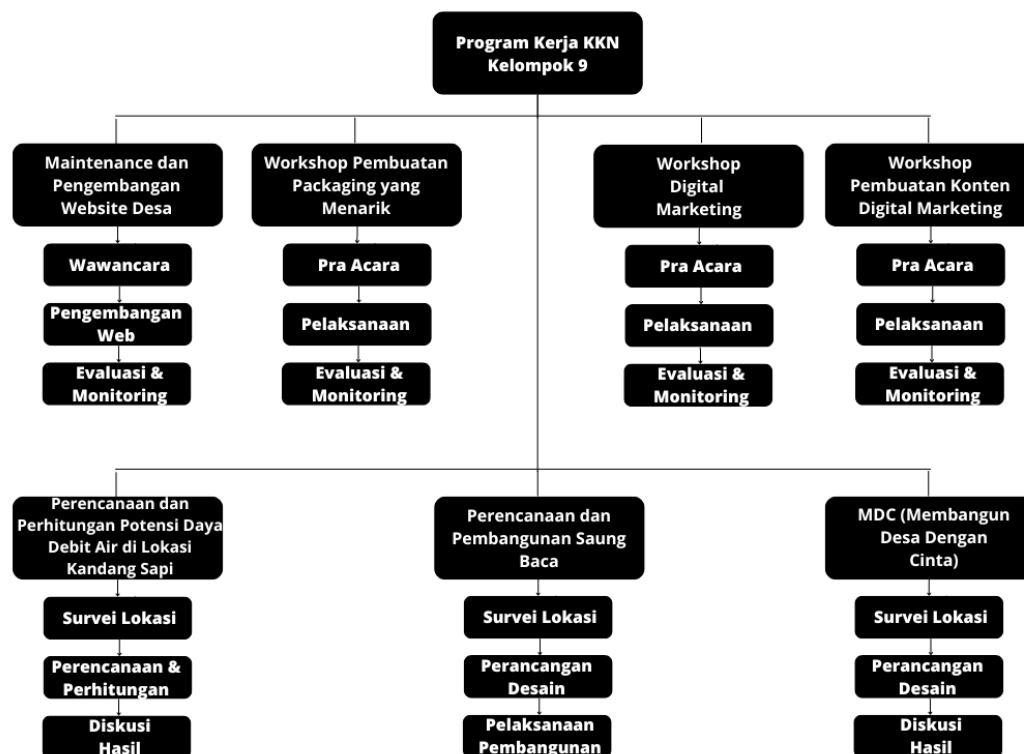 Program Kerja KKN
Kelompok 9
Maintenance dan
Pengembangan
Website Desa
Wawancara
Pengembangan
Web
Evaluasi &
Monitoring
Workshop Pembuatan
Packaging yang
Menarik
Pra Acara
Pelaksanaan
Evaluasi &
Monitoring
Workshop
Digital
Marketing
Pra Acara
Pelaksanaan
Evaluasi &
Monitoring
Workshop
Pembuatan Konten
Digital Marketing
Pra Acara
Pelaksanaan
Evaluasi &
Monitoring
Perencanaan dan
Perhitungan Potensi Daya
Debit Air di Lokasi
Kandang Sapi
Survei Lokasi
Perencanaan &
Perhitungan
Diskusi
Hasil
Perencanaan dan
Pembangunan Saung
Baca
Survei Lokasi
Perancangan
Desain
Pelaksanaan
Pembangunan
MDC (Membangun
Desa Dengan
Cinta)
Survei Lokasi
Perancangan
Desain
Diskusi
Hasil